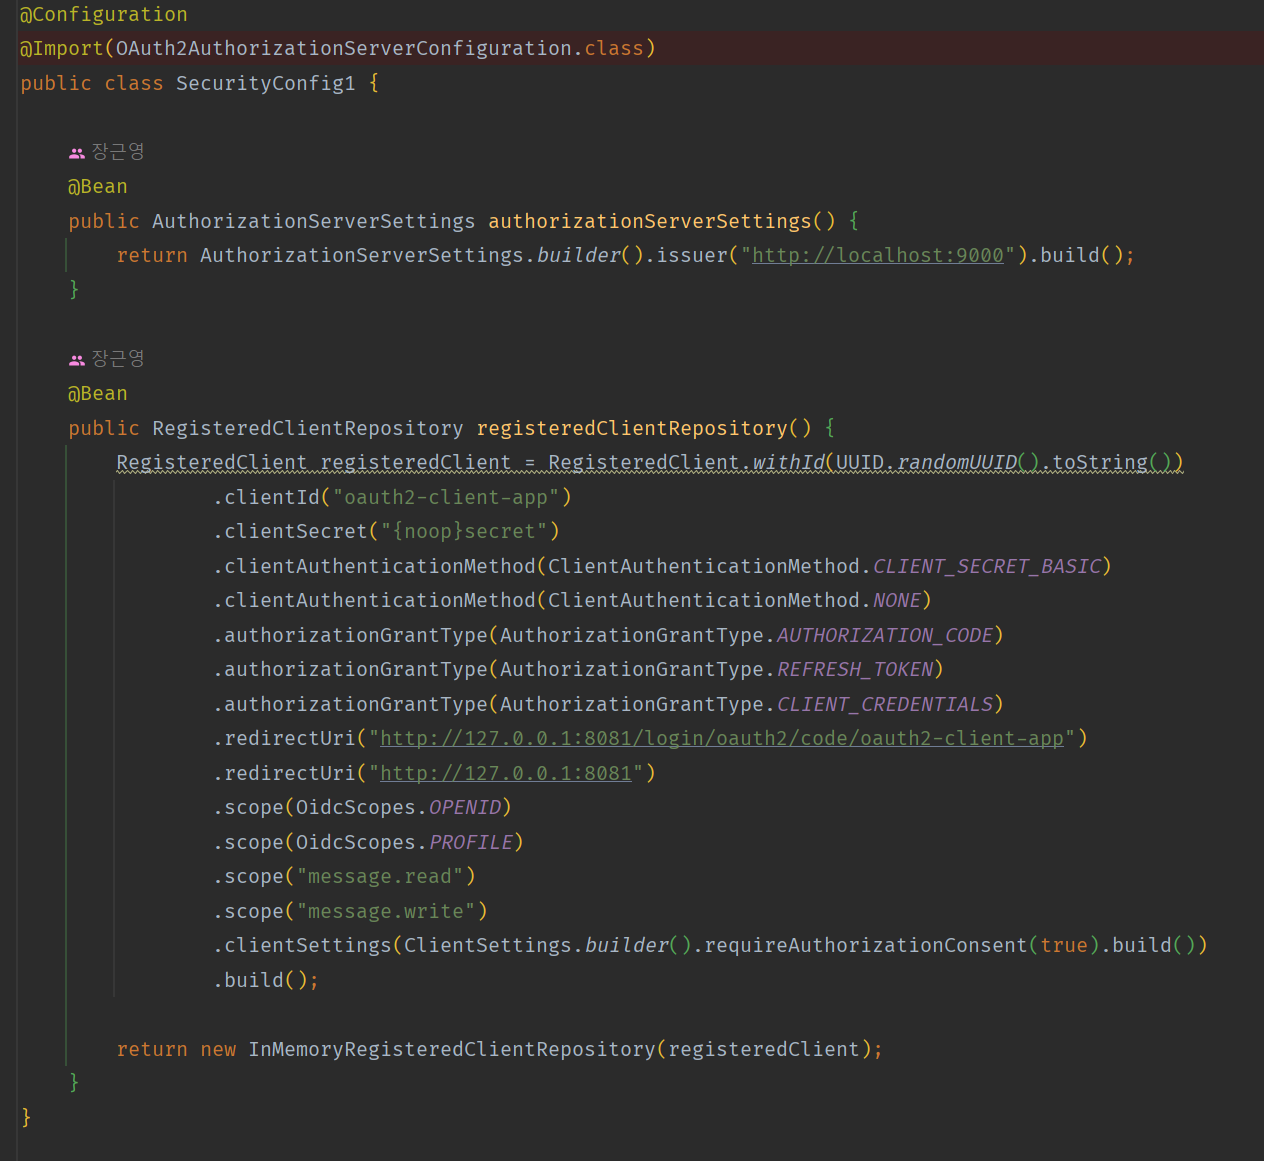 @Configuration
@Import(OAuth2AuthorizationServerConfiguration.class)
public class SecurityConfig1 {
장근영
@Bean
public AuthorizationServerSettings authorizationServerSettings() {
return AuthorizationServerSettings.builder().issuer("http://localhost:9000").build();
}
장근영
@Bean
public RegisteredClientRepository registeredClientRepository() {
RegisteredClient registeredClient = RegisteredClient.withId(UUID.randomUUID().toString())
.clientId("oauth2-client-app")
.clientSecret("{noop}secret")
.clientAuthenticationMethod(ClientAuthenticationMethod.CLIENT_SECRET_BASIC)
.clientAuthenticationMethod(ClientAuthenticationMethod.NONE)
.authorizationGrantType(AuthorizationGrantType.AUTHORIZATION_CODE)
.authorizationGrantType(AuthorizationGrantType.REFRESH_TOKEN)
.authorizationGrantType(AuthorizationGrantType.CLIENT_CREDENTIALS)
.redirectUri("http://127.0.0.1:8081/login/oauth2/code/oauth2-client-app")
.redirectUri("http://127.0.0.1:8081")
.scope(OidcScopes.OPENID)
.scope(OidcScopes.PROFILE)
.scope("message.read")
.scope("message.write")
.clientSettings(ClientSettings.builder().requireAuthorizationConsent(true).build())
.build();
return new InMemoryRegisteredClientRepository(registeredClient);
}
}